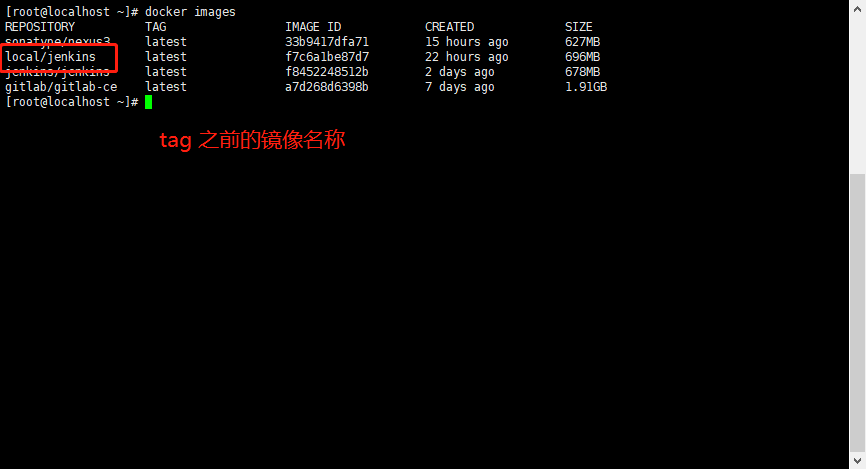 [root@localhost ~]# docker images
REPOSITORY TAG IMAGE ID CREATED SIZE
sonatype/nexus3 latest 33b9417dfa71 15 hours ago 627MB
local/jenkins latest f7c6a1be87d7 22 hours ago 696MB
jenkins/jenkins latest f8452248512b 2 days ago 678MB
gitlab/gitlab-ce latest a7d268d6398b 7 days ago 1.91GB
[root@localhost ~]#
tag 之前的镜像名称